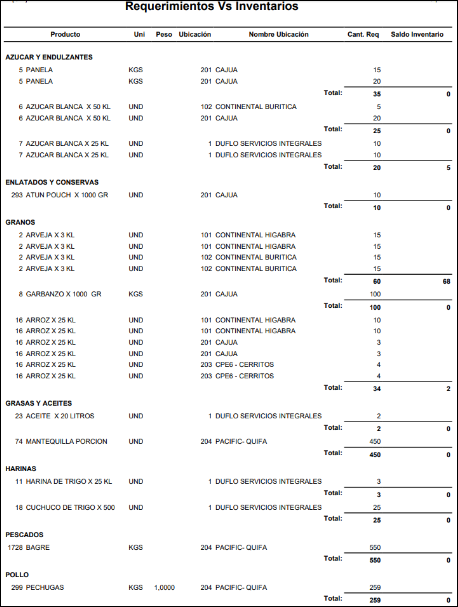 Requerimientos Vs Inventarios
Producto Uni Peso Ubicación Nombre Ubicación Cant. Req Saldo Inventario
AZUCAR Y ENDULZANTES
5 PANELA KGS 201 CAJUA 15
5 PANELA KGS 201 CAJUA 20
Total: 35 0
6 AZUCAR BLANCA X 50 KL UND 102 CONTINENTAL BURITICA 5
6 AZUCAR BLANCA X 50 KL UND 201 CAJUA 20
Total: 25 0
7 AZUCAR BLANCA X 25 KL UND 1 DUFLO SERVICIOS INTEGRALES 10
7 AZUCAR BLANCA X 25 KL UND 1 DUFLO SERVICIOS INTEGRALES 10
Total: 20 5
ENLATADOS Y CONSERVAS
293 ATUN POUCH X 1000 GR UND 201 CAJUA 10
Total: 10 0
GRANOS
2 ARVEJA X 3 KL UND 101 CONTINENTAL HIGABRA 15
2 ARVEJA X 3 KL UND 101 CONTINENTAL HIGABRA 15
2 ARVEJA X 3 KL UND 102 CONTINENTAL BURITICA 15
2 ARVEJA X 3 KL UND 102 CONTINENTAL BURITICA 15
Total: 60 68
8 GARBANZO X 1000 GR KGS 201 CAJUA 100
Total: 100 0
16 ARROZ X 25 KL UND 101 CONTINENTAL HIGABRA 10
16 ARROZ X 25 KL UND 101 CONTINENTAL HIGABRA 10
16 ARROZ X 25 KL UND 201 CAJUA 3
16 ARROZ X 25 KL UND 201 CAJUA 3
16 ARROZ X 25 KL UND 203 CPE6 - CERRITOS 4
16 ARROZ X 25 KL UND 203 CPE6 - CERRITOS 4
Total: 34 2
GRASAS Y ACEITES
23 ACEITE X 20 LITROS UND 1 DUFLO SERVICIOS INTEGRALES 2
Total: 2 0
74 MANTEQUILLA PORCION UND 204 PACIFIC- QUIFA 450
Total: 450 0
HARINAS
11 HARINA DE TRIGO X 25 KL UND 1 DUFLO SERVICIOS INTEGRALES 3
Total: 3 0
18 CUCHUCO DE TRIGO X 500 UND 1 DUFLO SERVICIOS INTEGRALES 25
Total: 25 0
PESCADOS
1728 BAGRE KGS 204 PACIFIC- QUIFA 550
Total: 550 0
POLLO
299 PECHUGAS KGS 1,0000 204 PACIFIC- QUIFA 259
Total: 259 0